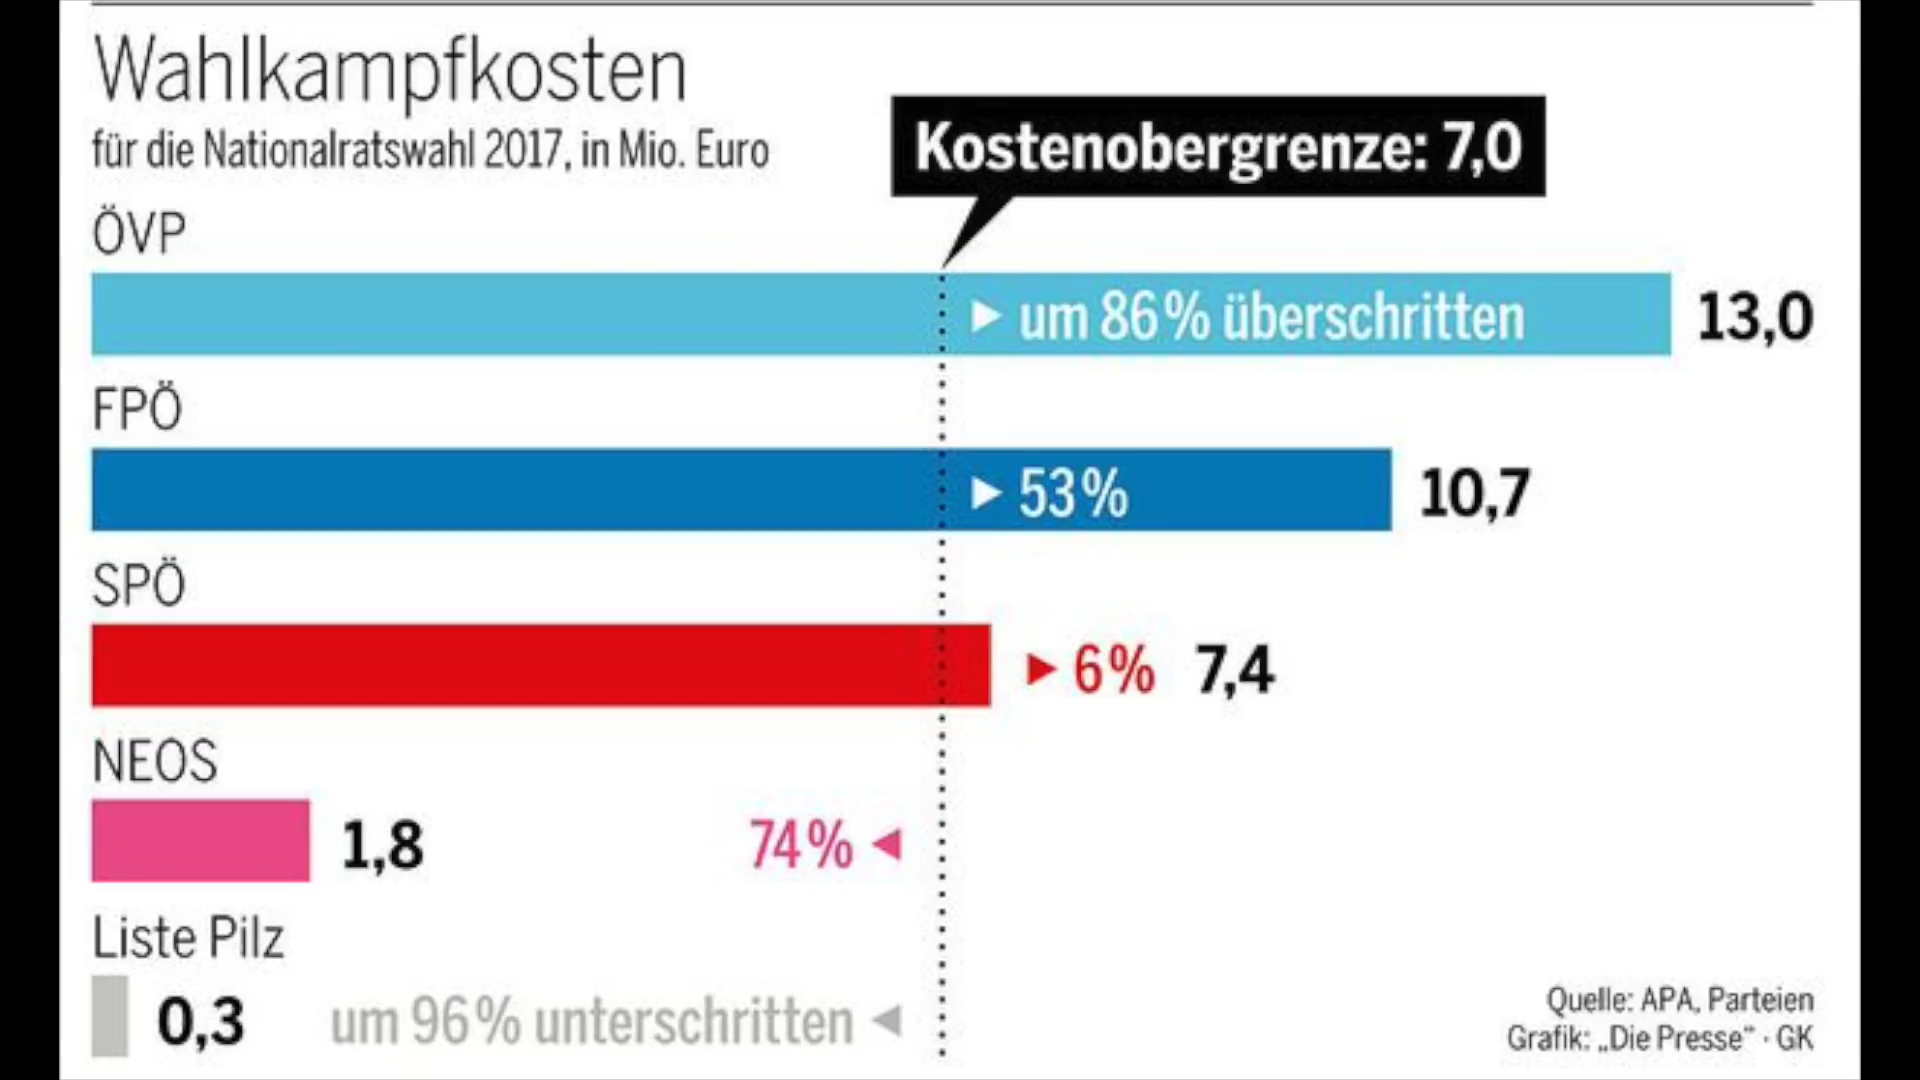 Wahlkampfkosten
für die Nationalratswahl 2017, in Mio. Euro
Kostenobergrenze: 7,0
ÖVP
um 86% überschritten 13,0
FPÖ
53% 10,7
SPÖ
6% 7,4
NEOS
1,8 74%
Liste Pilz
0,3 um 96% unterschritten
Quelle: APA, Parteien
Grafik: „Die Presse" · GK